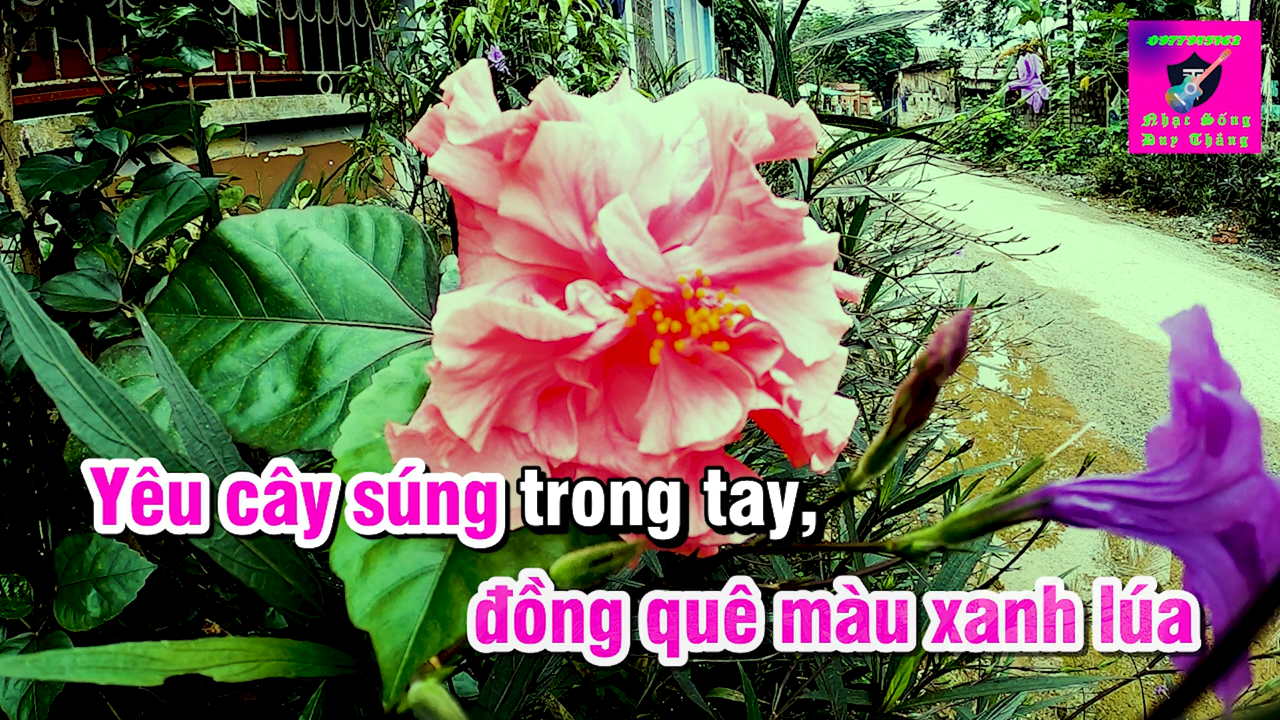 Nhạc Sống
Duy Thắng
Yêu cây súng trong tay,
đồng quê màu xanh lúa